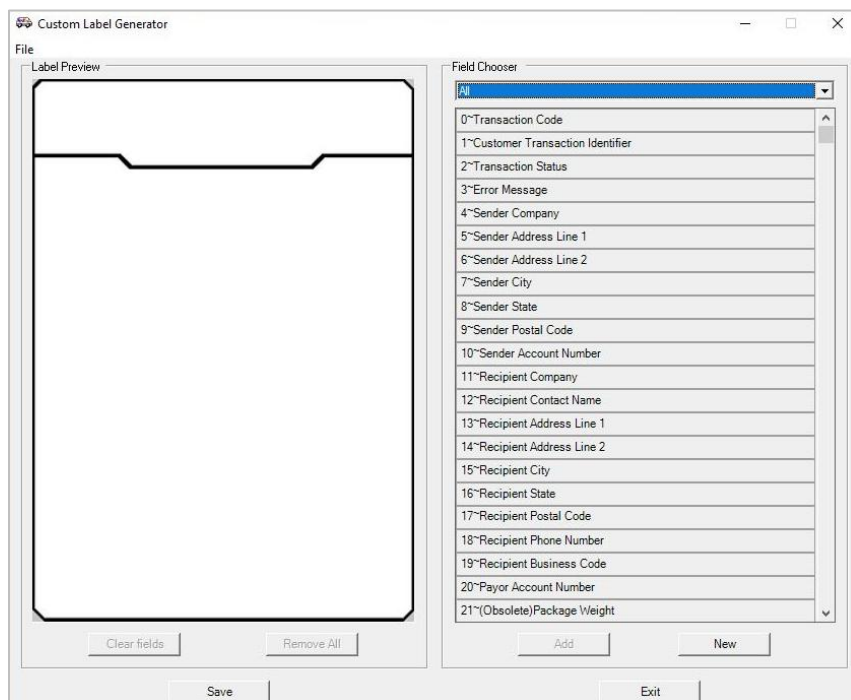 Custom Label Generator
File
Label Preview
Field Chooser
All
0~Transaction Code
1~Customer Transaction Identifier
2~Transaction Status
3~Error Message
4~Sender Company
5~Sender Address Line 1
6~Sender Address Line 2
7~Sender City
8~Sender State
9~Sender Postal Code
10~Sender Account Number
11~Recipient Company
12~Recipient Contact Name
13~Recipient Address Line 1
14~Recipient Address Line 2
15~Recipient City
16~Recipient State
17~Recipient Postal Code
18~Recipient Phone Number
19~Recipient Business Code
20~Payor Account Number
21~(Obsolete)Package Weight
Clear fields
Remove All
Add
New
Save
Exit